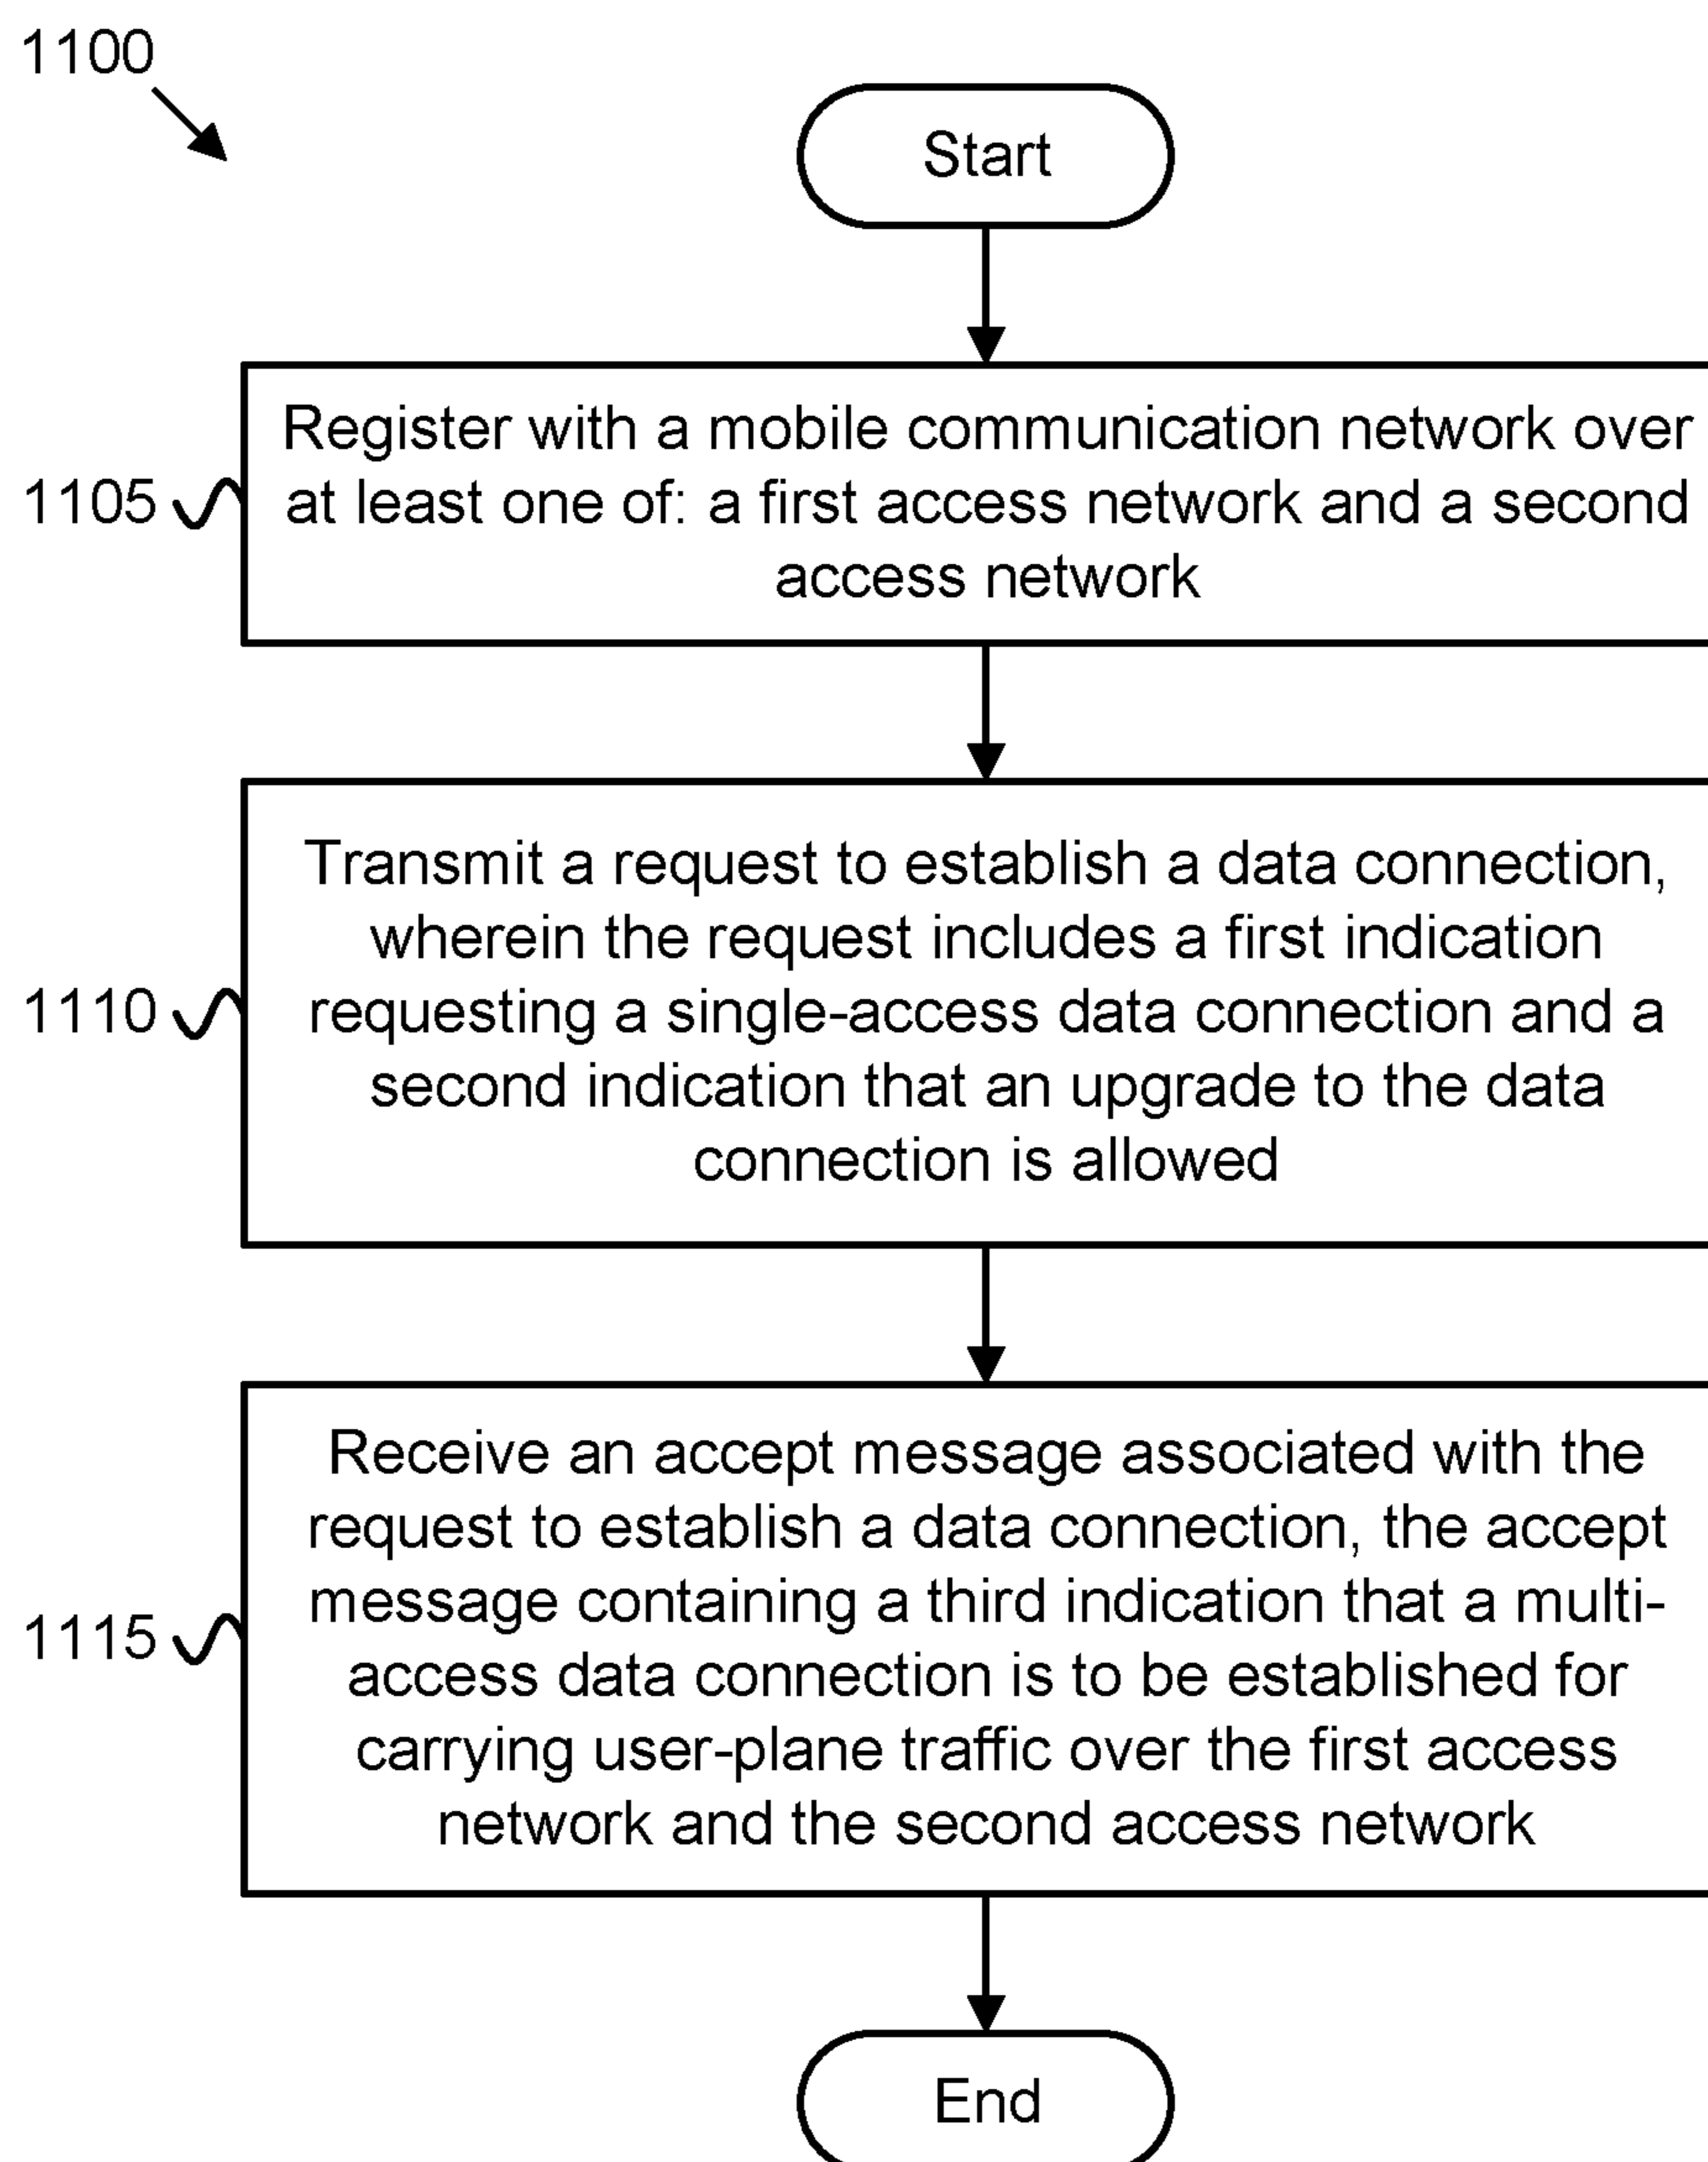 1100
Start
Register with a mobile communication network over
at least one of: a first access network and a second
access network
1105
Transmit a request to establish a data connection,
wherein the request includes a first indication
requesting a single-access data connection and a
second indication that an upgrade to the data
connection is allowed
1110
Receive an accept message associated with the
request to establish a data connection, the accept
message containing a third indication that a multi-
access data connection is to be established for
carrying user-plane traffic over the first access
network and the second access network
1115
End